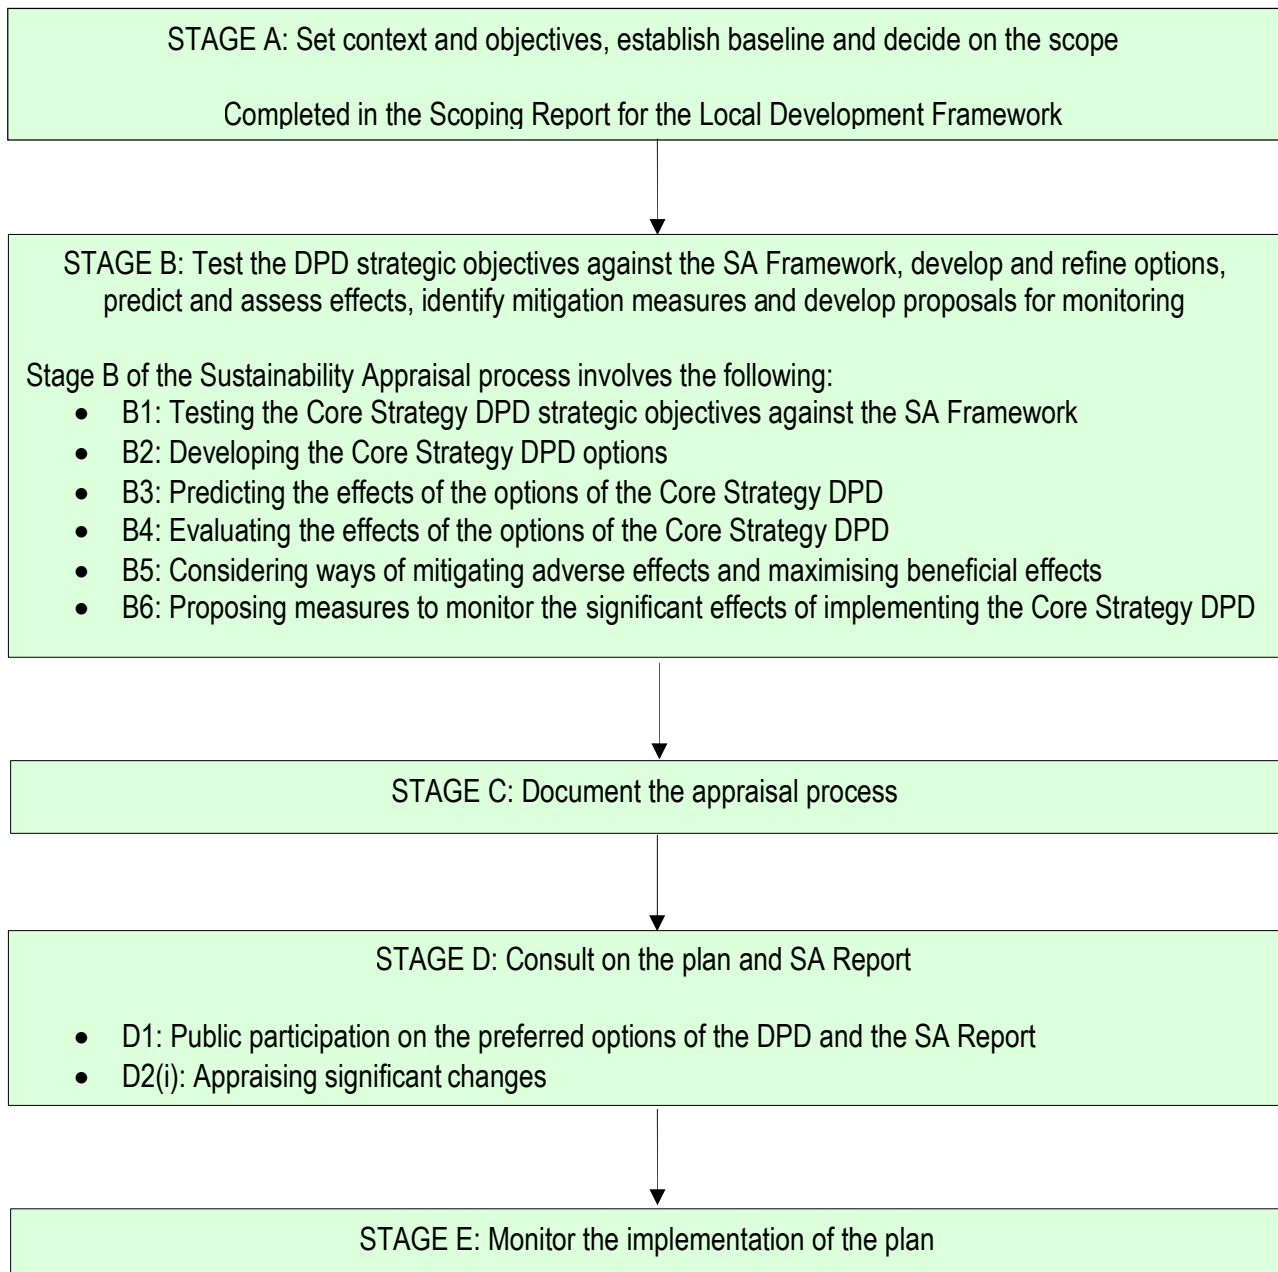 STAGE A: Set context and objectives, establish baseline and decide on the scope
Completed in the Scoping Report for the Local Development Framework
STAGE B: Test the DPD strategic objectives against the SA Framework, develop and refine options,
predict and assess effects, identify mitigation measures and develop proposals for monitoring
Stage B of the Sustainability Appraisal process involves the following:
• B1: Testing the Core Strategy DPD strategic objectives against the SA Framework
• B2: Developing the Core Strategy DPD options
• B3: Predicting the effects of the options of the Core Strategy DPD
• B4: Evaluating the effects of the options of the Core Strategy DPD
• B5: Considering ways of mitigating adverse effects and maximising beneficial effects
• B6: Proposing measures to monitor the significant effects of implementing the Core Strategy DPD
STAGE C: Document the appraisal process
STAGE D: Consult on the plan and SA Report
• D1: Public participation on the preferred options of the DPD and the SA Report
• D2(i): Appraising significant changes
STAGE E: Monitor the implementation of the plan